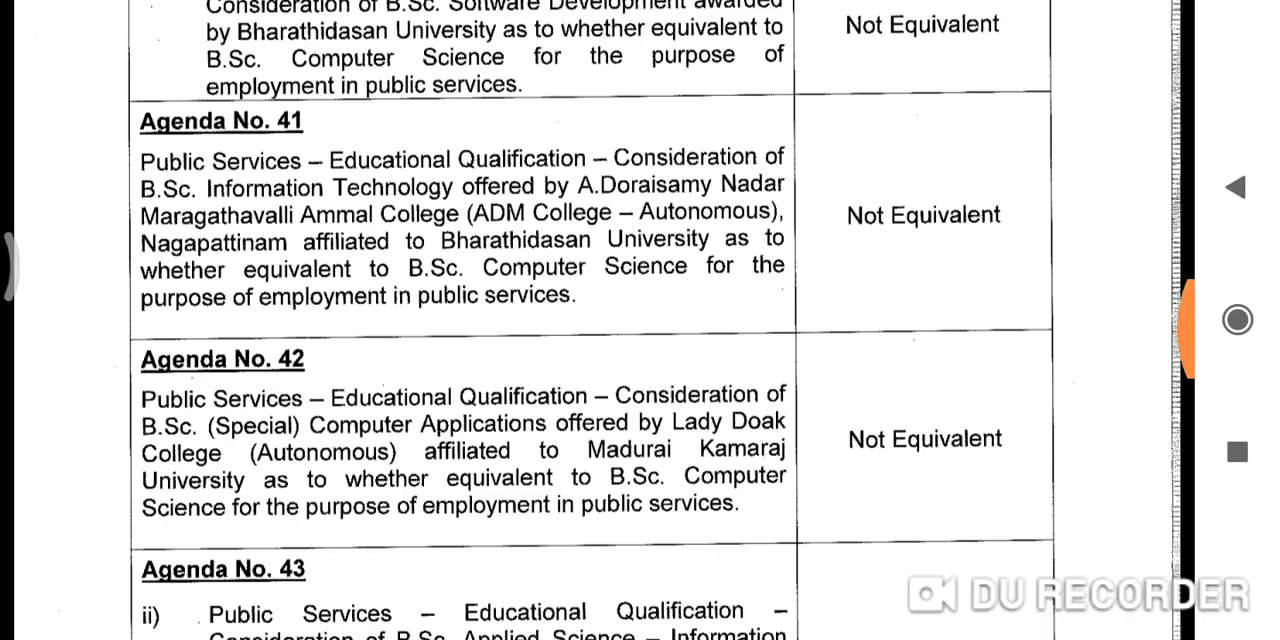 Consideration of B.Sc. Software Development awarded
by Bharathidasan University as to whether equivalent to
B.Sc. Computer Science for the purpose of
employment in public services.
Not Equivalent
Agenda No. 41
Public Services – Educational Qualification – Consideration of
B.Sc. Information Technology offered by A.Doraisamy Nadar
Maragathavalli Ammal College (ADM College – Autonomous),
Nagapattinam affiliated to Bharathidasan University as to
whether equivalent to B.Sc. Computer Science for the
purpose of employment in public services.
Not Equivalent
Agenda No. 42
Public Services – Educational Qualification – Consideration of
B.Sc. (Special) Computer Applications offered by Lady Doak
College (Autonomous) affiliated to Madurai Kamaraj
University as to whether equivalent to B.Sc. Computer
Science for the purpose of employment in public services.
Not Equivalent
Agenda No. 43
ii) Public Services – Educational Qualification –
Consideration of B.Sc. Applied Science – Information
DU RECORDER